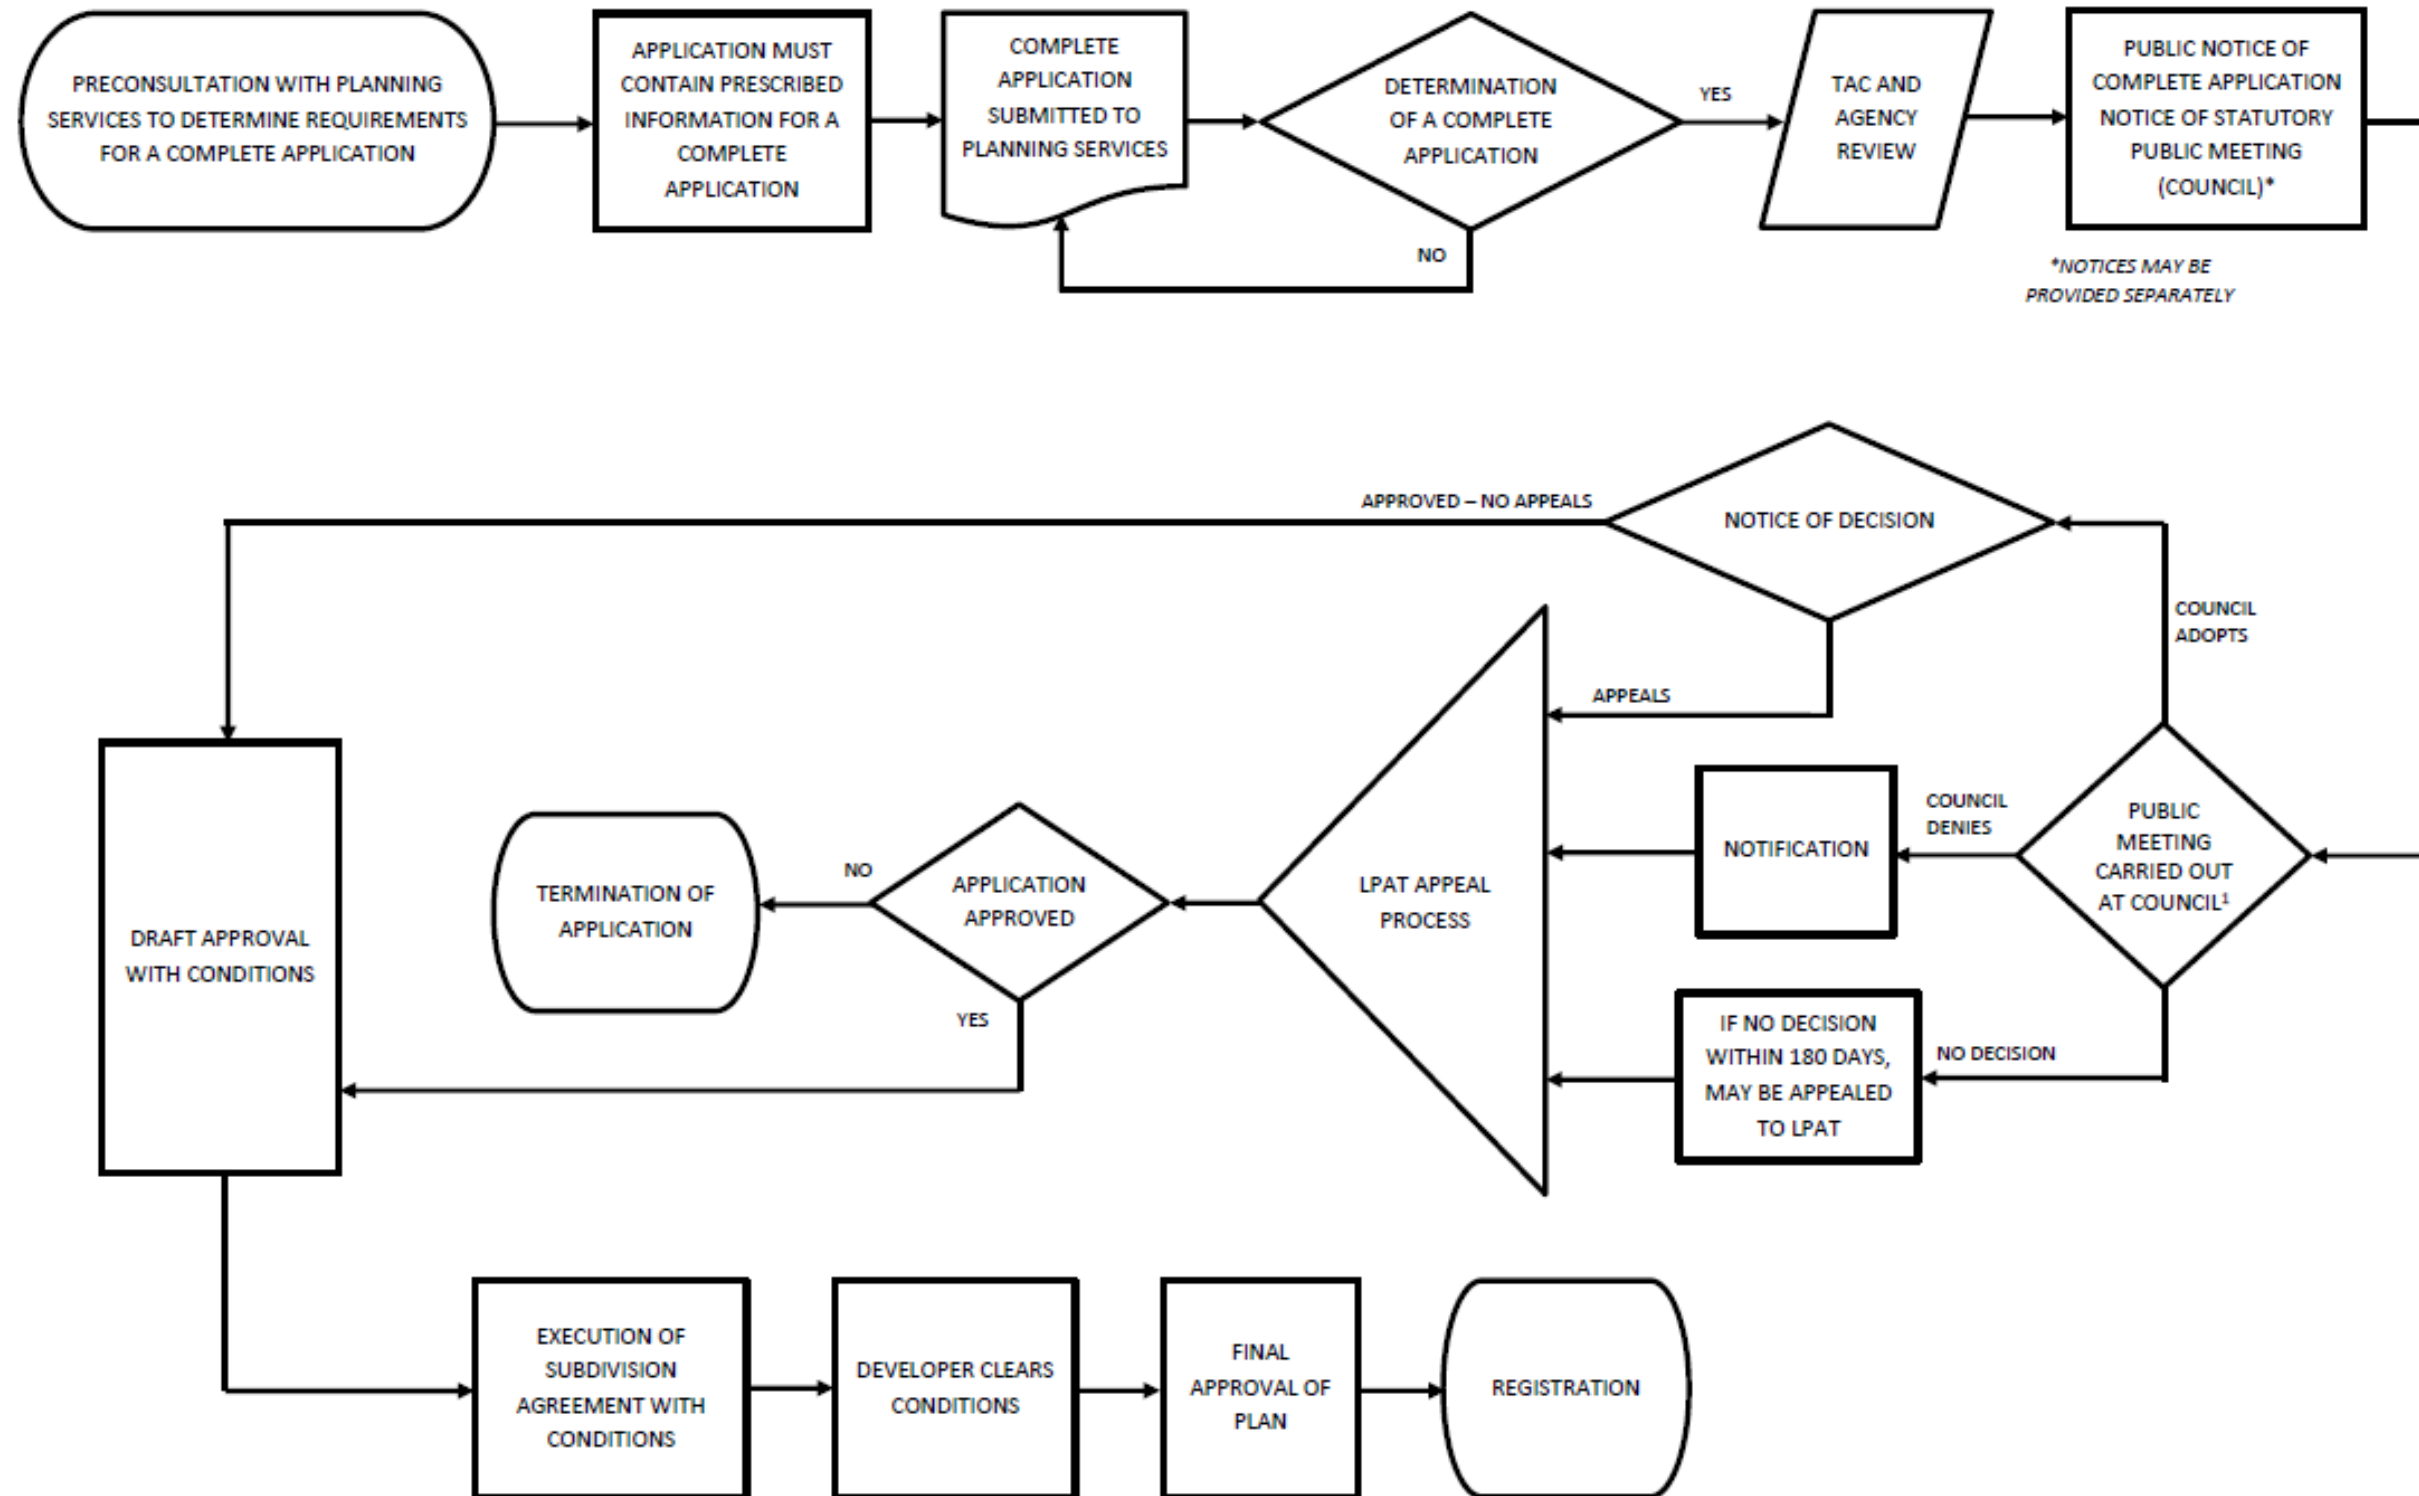 PRECONSULTATION WITH PLANNING
SERVICES TO DETERMINE REQUIREMENTS
FOR A COMPLETE APPLICATION
APPLICATION MUST
CONTAIN PRESCRIBED
INFORMATION FOR A
COMPLETE
APPLICATION
COMPLETE
APPLICATION
SUBMITTED TO
PLANNING SERVICES
DETERMINATION
OF A COMPLETE
APPLICATION
YES
NO
TAC AND
AGENCY
REVIEW
PUBLIC NOTICE OF
COMPLETE APPLICATION
NOTICE OF STATUTORY
PUBLIC MEETING
(COUNCIL)*
*NOTICES MAY BE
PROVIDED SEPARATELY
APPROVED – NO APPEALS
NOTICE OF DECISION
COUNCIL
ADOPTS
APPEALS
PUBLIC
MEETING
CARRIED OUT
AT COUNCIL¹
COUNCIL
DENIES
NOTIFICATION
NO DECISION
IF NO DECISION
WITHIN 180 DAYS,
MAY BE APPEALED
TO LPAT
LPAT APPEAL
PROCESS
APPLICATION
APPROVED
NO
YES
TERMINATION OF
APPLICATION
DRAFT APPROVAL
WITH CONDITIONS
EXECUTION OF
SUBDIVISION
AGREEMENT WITH
CONDITIONS
DEVELOPER CLEARS
CONDITIONS
FINAL
APPROVAL OF
PLAN
REGISTRATION